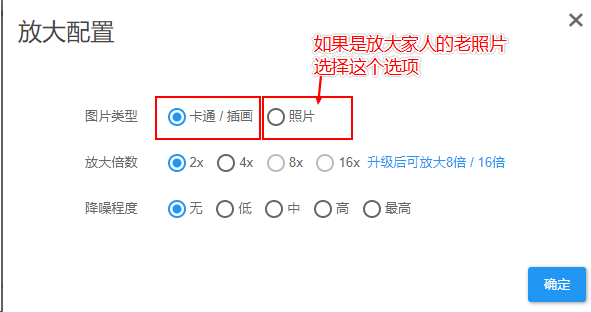 放大配置
如果是放大家人的老照片
选择这个选项
图片类型 卡通 / 插画 照片
放大倍数 2x 4x 8x 16x 升级后可放大8倍 / 16倍
降噪程度 无 低 中 高 最高
确定